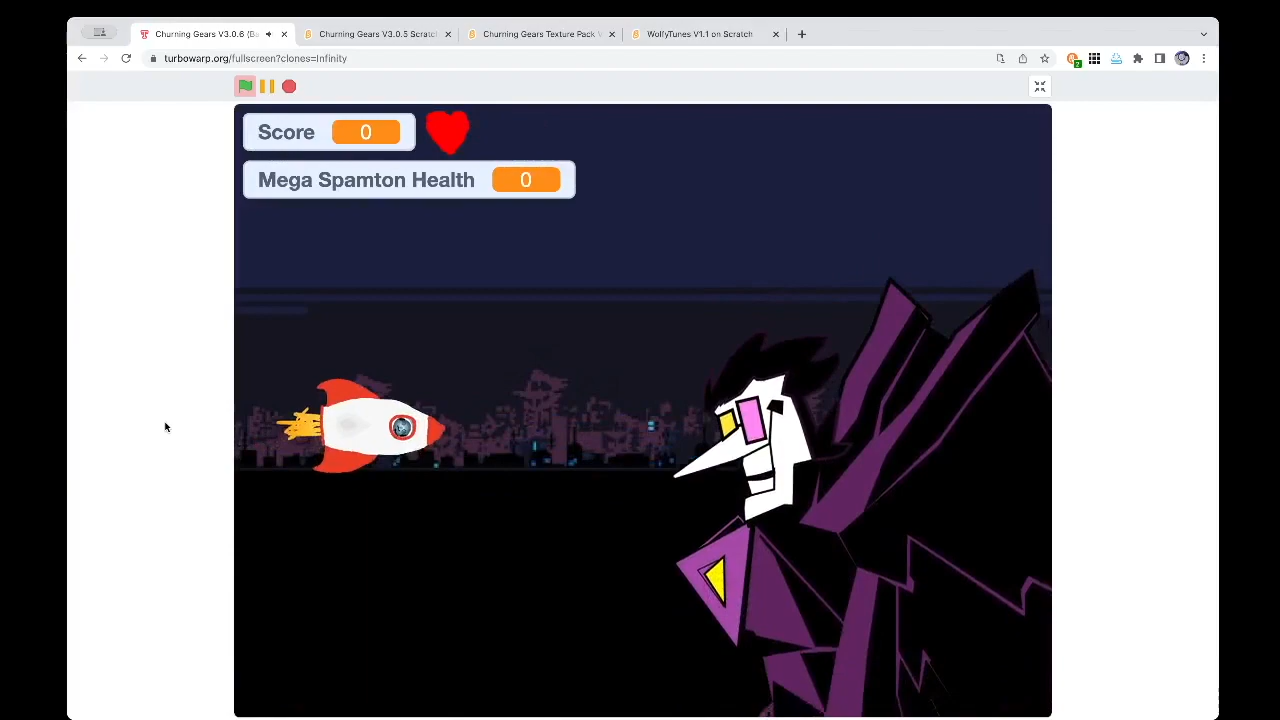 Churning Gears V3.0.6 (Ba
Churning Gears V3.0.5 Scratc
Churning Gears Texture Pack V
WolfyTunes V1.1 on Scratch
turbowarp.org/fullscreen?clones=Infinity
2
Score 0
Mega Spamton Health 0